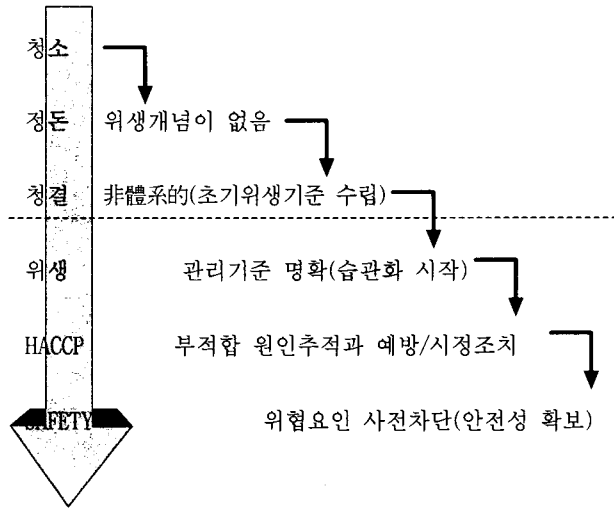 청소
정돈 위생개념이 없음
청결 非體系的(초기위생기준 수립)
위생 관리기준 명확(습관화 시작)
HACCP 부적합 원인추적과 예방/시정조치
SAFETY 위협요인 사전차단(안전성 확보)